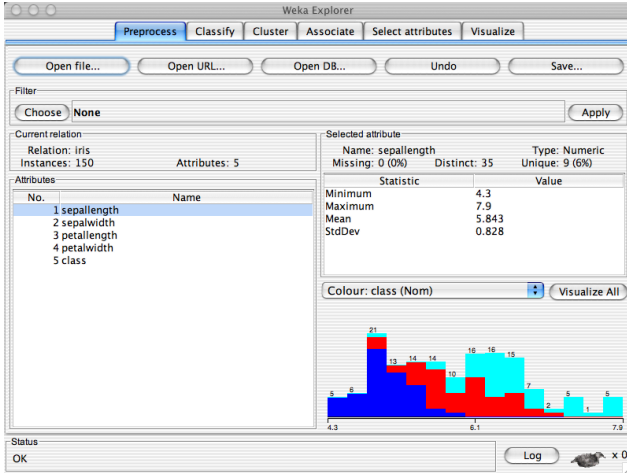 Weka Explorer
Preprocess Classify Cluster Associate Select attributes Visualize
Open file... Open URL... Open DB... Undo Save...
Filter
Choose None Apply
Current relation
Relation: iris
Instances: 150 Attributes: 5
Selected attribute
Name: sepallength Type: Numeric
Missing: 0 (0%) Distinct: 35 Unique: 9 (6%)
Attributes
No. Name
1 sepallength
2 sepalwidth
3 petallength
4 petalwidth
5 class
Statistic Value
Minimum 4.3
Maximum 7.9
Mean 5.843
StdDev 0.828
Colour: class (Nom) Visualize All
5 6 21 13 14 14 10 16 16 15 7 2 5 1 5
4.3 6.1 7.9
Status
OK
Log x 0